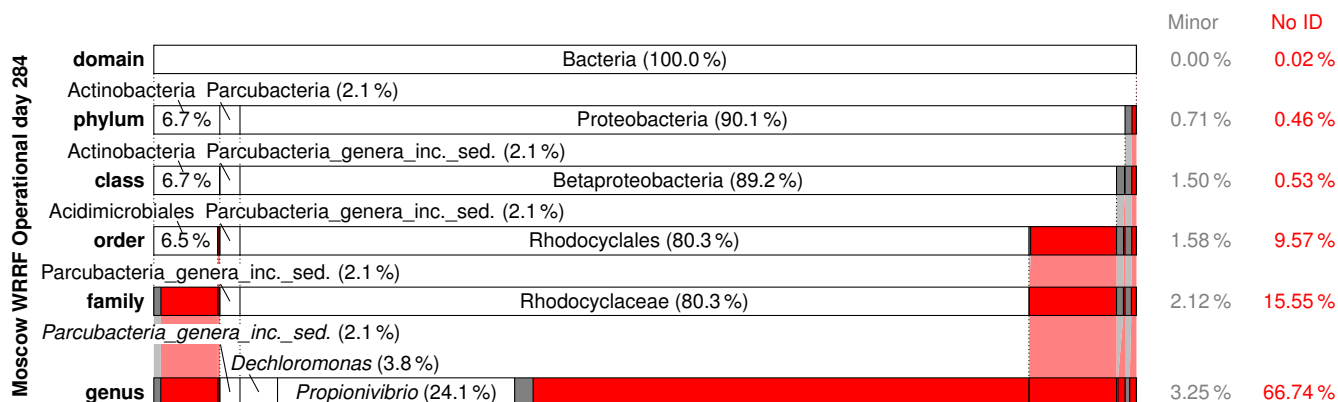 Moscow WRRF Operational day 284
Minor No ID
domain Bacteria (100.0 %) 0.00 % 0.02 %
Actinobacteria Parcubacteria (2.1 %)
phylum 6.7 % Proteobacteria (90.1 %) 0.71 % 0.46 %
Actinobacteria Parcubacteria_genera_inc._sed. (2.1 %)
class 6.7 % Betaproteobacteria (89.2 %) 1.50 % 0.53 %
Acidimicrobiales Parcubacteria_genera_inc._sed. (2.1 %)
order 6.5 % Rhodocyclales (80.3 %) 1.58 % 9.57 %
Parcubacteria_genera_inc._sed. (2.1 %)
family Rhodocyclaceae (80.3 %) 2.12 % 15.55 %
Parcubacteria_genera_inc._sed. (2.1 %)
Dechloromonas (3.8 %)
genus Propionivibrio (24.1 %) 3.25 % 66.74 %